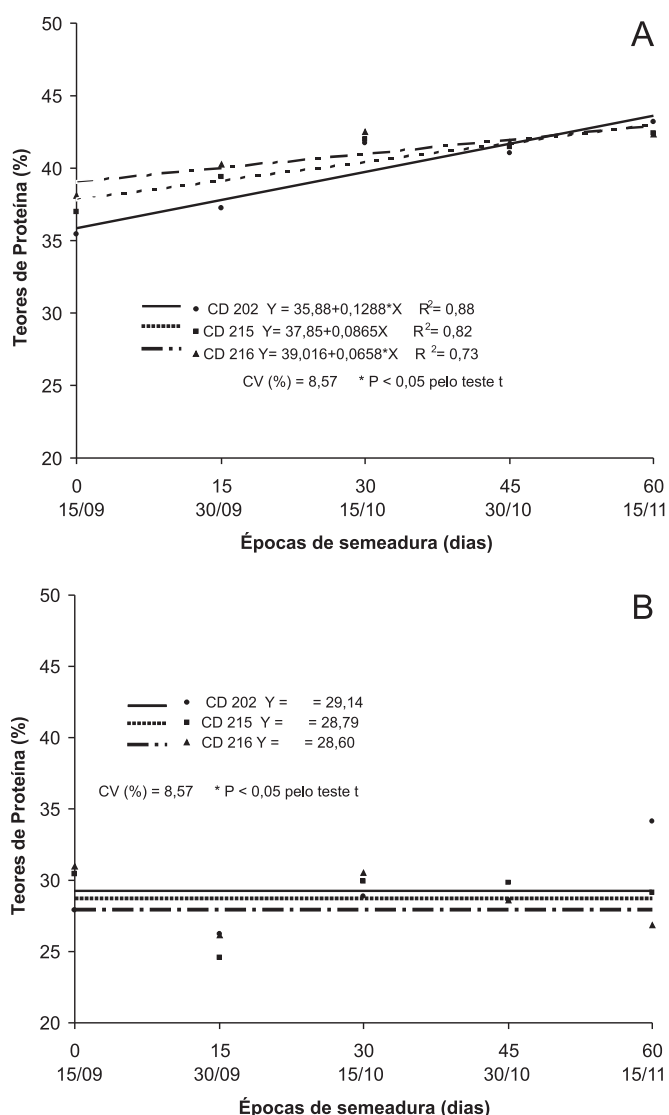 A
50
45
40
35
30
25
20
Teores de Proteína (%)
CD 202 Y = 35,88+0,1288*X R²= 0,88
CD 215 Y = 37,85+0,0865X R²= 0,82
CD 216 Y= 39,016+0,0658*X R ²= 0,73
CV (%) = 8,57 * P < 0,05 pelo teste t
0 15 30 45 60
15/09 30/09 15/10 30/10 15/11
Épocas de semeadura (dias)
B
50
45
40
35
30
25
20
Teores de Proteína (%)
CD 202 Y = = 29,14
CD 215 Y = = 28,79
CD 216 Y = = 28,60
CV (%) = 8,57 * P < 0,05 pelo teste t
0 15 30 45 60
15/09 30/09 15/10 30/10 15/11
Épocas de semeadura (dias)